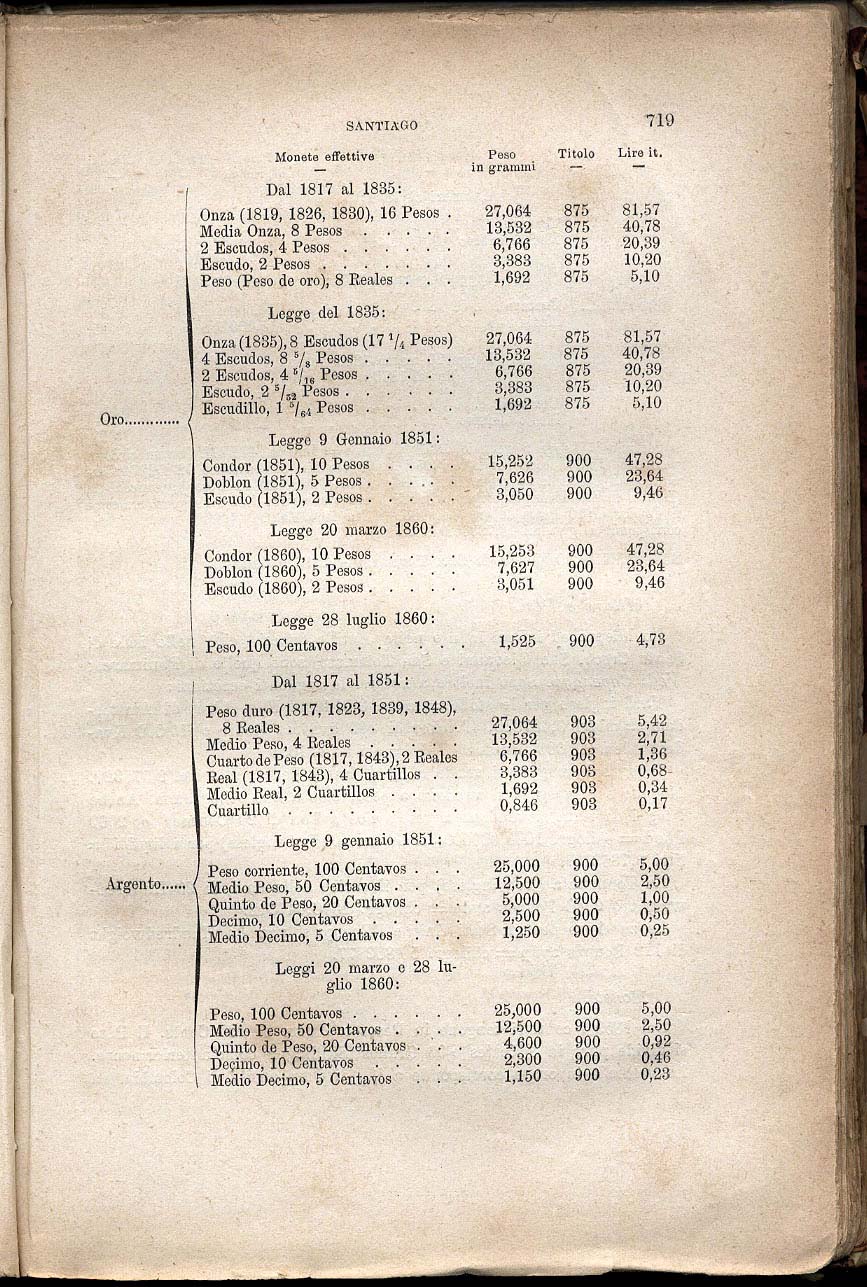 SANTIAGO 719
Monete effettive Peso in grammi Titolo Lire it.
Dal 1817 al 1835:
Onza (1819, 1826, 1830), 16 Pesos . 27,064 875 81,57
Media Onza, 8 Pesos . . . . . 13,532 875 40,78
2 Escudos, 4 Pesos . . . . . . 6,766 875 20,39
Escudo, 2 Pesos . . . . . . . 3,383 875 10,20
Peso (Peso de oro), 8 Reales . . . 1,692 875 5,10
Legge del 1835:
Onza (1835), 8 Escudos (17 1/4 Pesos) 27,064 875 81,57
4 Escudos, 8 5/8 Pesos . . . . . 13,532 875 40,78
2 Escudos, 4 5/16 Pesos . . . . . 6,766 875 20,39
Escudo, 2 5/32 Pesos . . . . . . 3,383 875 10,20
Escudillo, 1 5/64 Pesos . . . . . 1,692 875 5,10
Oro.............
Legge 9 Gennaio 1851:
Condor (1851), 10 Pesos . . . . 15,252 900 47,28
Doblon (1851), 5 Pesos . . . . . 7,626 900 23,64
Escudo (1851), 2 Pesos . . . . . 3,050 900 9,46
Legge 20 marzo 1860:
Condor (1860), 10 Pesos . . . . 15,253 900 47,28
Doblon (1860), 5 Pesos . . . . . 7,627 900 23,64
Escudo (1860), 2 Pesos . . . . . 3,051 900 9,46
Legge 28 luglio 1860:
Peso, 100 Centavos . . . . . . 1,525 900 4,73
Dal 1817 al 1851:
Peso duro (1817, 1823, 1839, 1848),
8 Reales . . . . . . . . . 27,064 903 5,42
Medio Peso, 4 Reales . . . . . 13,532 903 2,71
Cuarto de Peso (1817, 1843), 2 Reales 6,766 903 1,36
Real (1817, 1843), 4 Cuartillos . . 3,383 903 0,68
Medio Real, 2 Cuartillos . . . . 1,692 903 0,34
Cuartillo . . . . . . . . . 0,846 903 0,17
Legge 9 gennaio 1851:
Peso corriente, 100 Centavos . . . 25,000 900 5,00
Argento...... Medio Peso, 50 Centavos . . . . 12,500 900 2,50
Quinto de Peso, 20 Centavos . . . 5,000 900 1,00
Decimo, 10 Centavos . . . . . 2,500 900 0,50
Medio Decimo, 5 Centavos . . . 1,250 900 0,25
Leggi 20 marzo e 28 lu-
glio 1860:
Peso, 100 Centavos . . . . . . 25,000 900 5,00
Medio Peso, 50 Centavos . . . . 12,500 900 2,50
Quinto de Peso, 20 Centavos . . . 4,600 900 0,92
Decimo, 10 Centavos . . . . . 2,300 900 0,46
Medio Decimo, 5 Centavos . . . 1,150 900 0,23